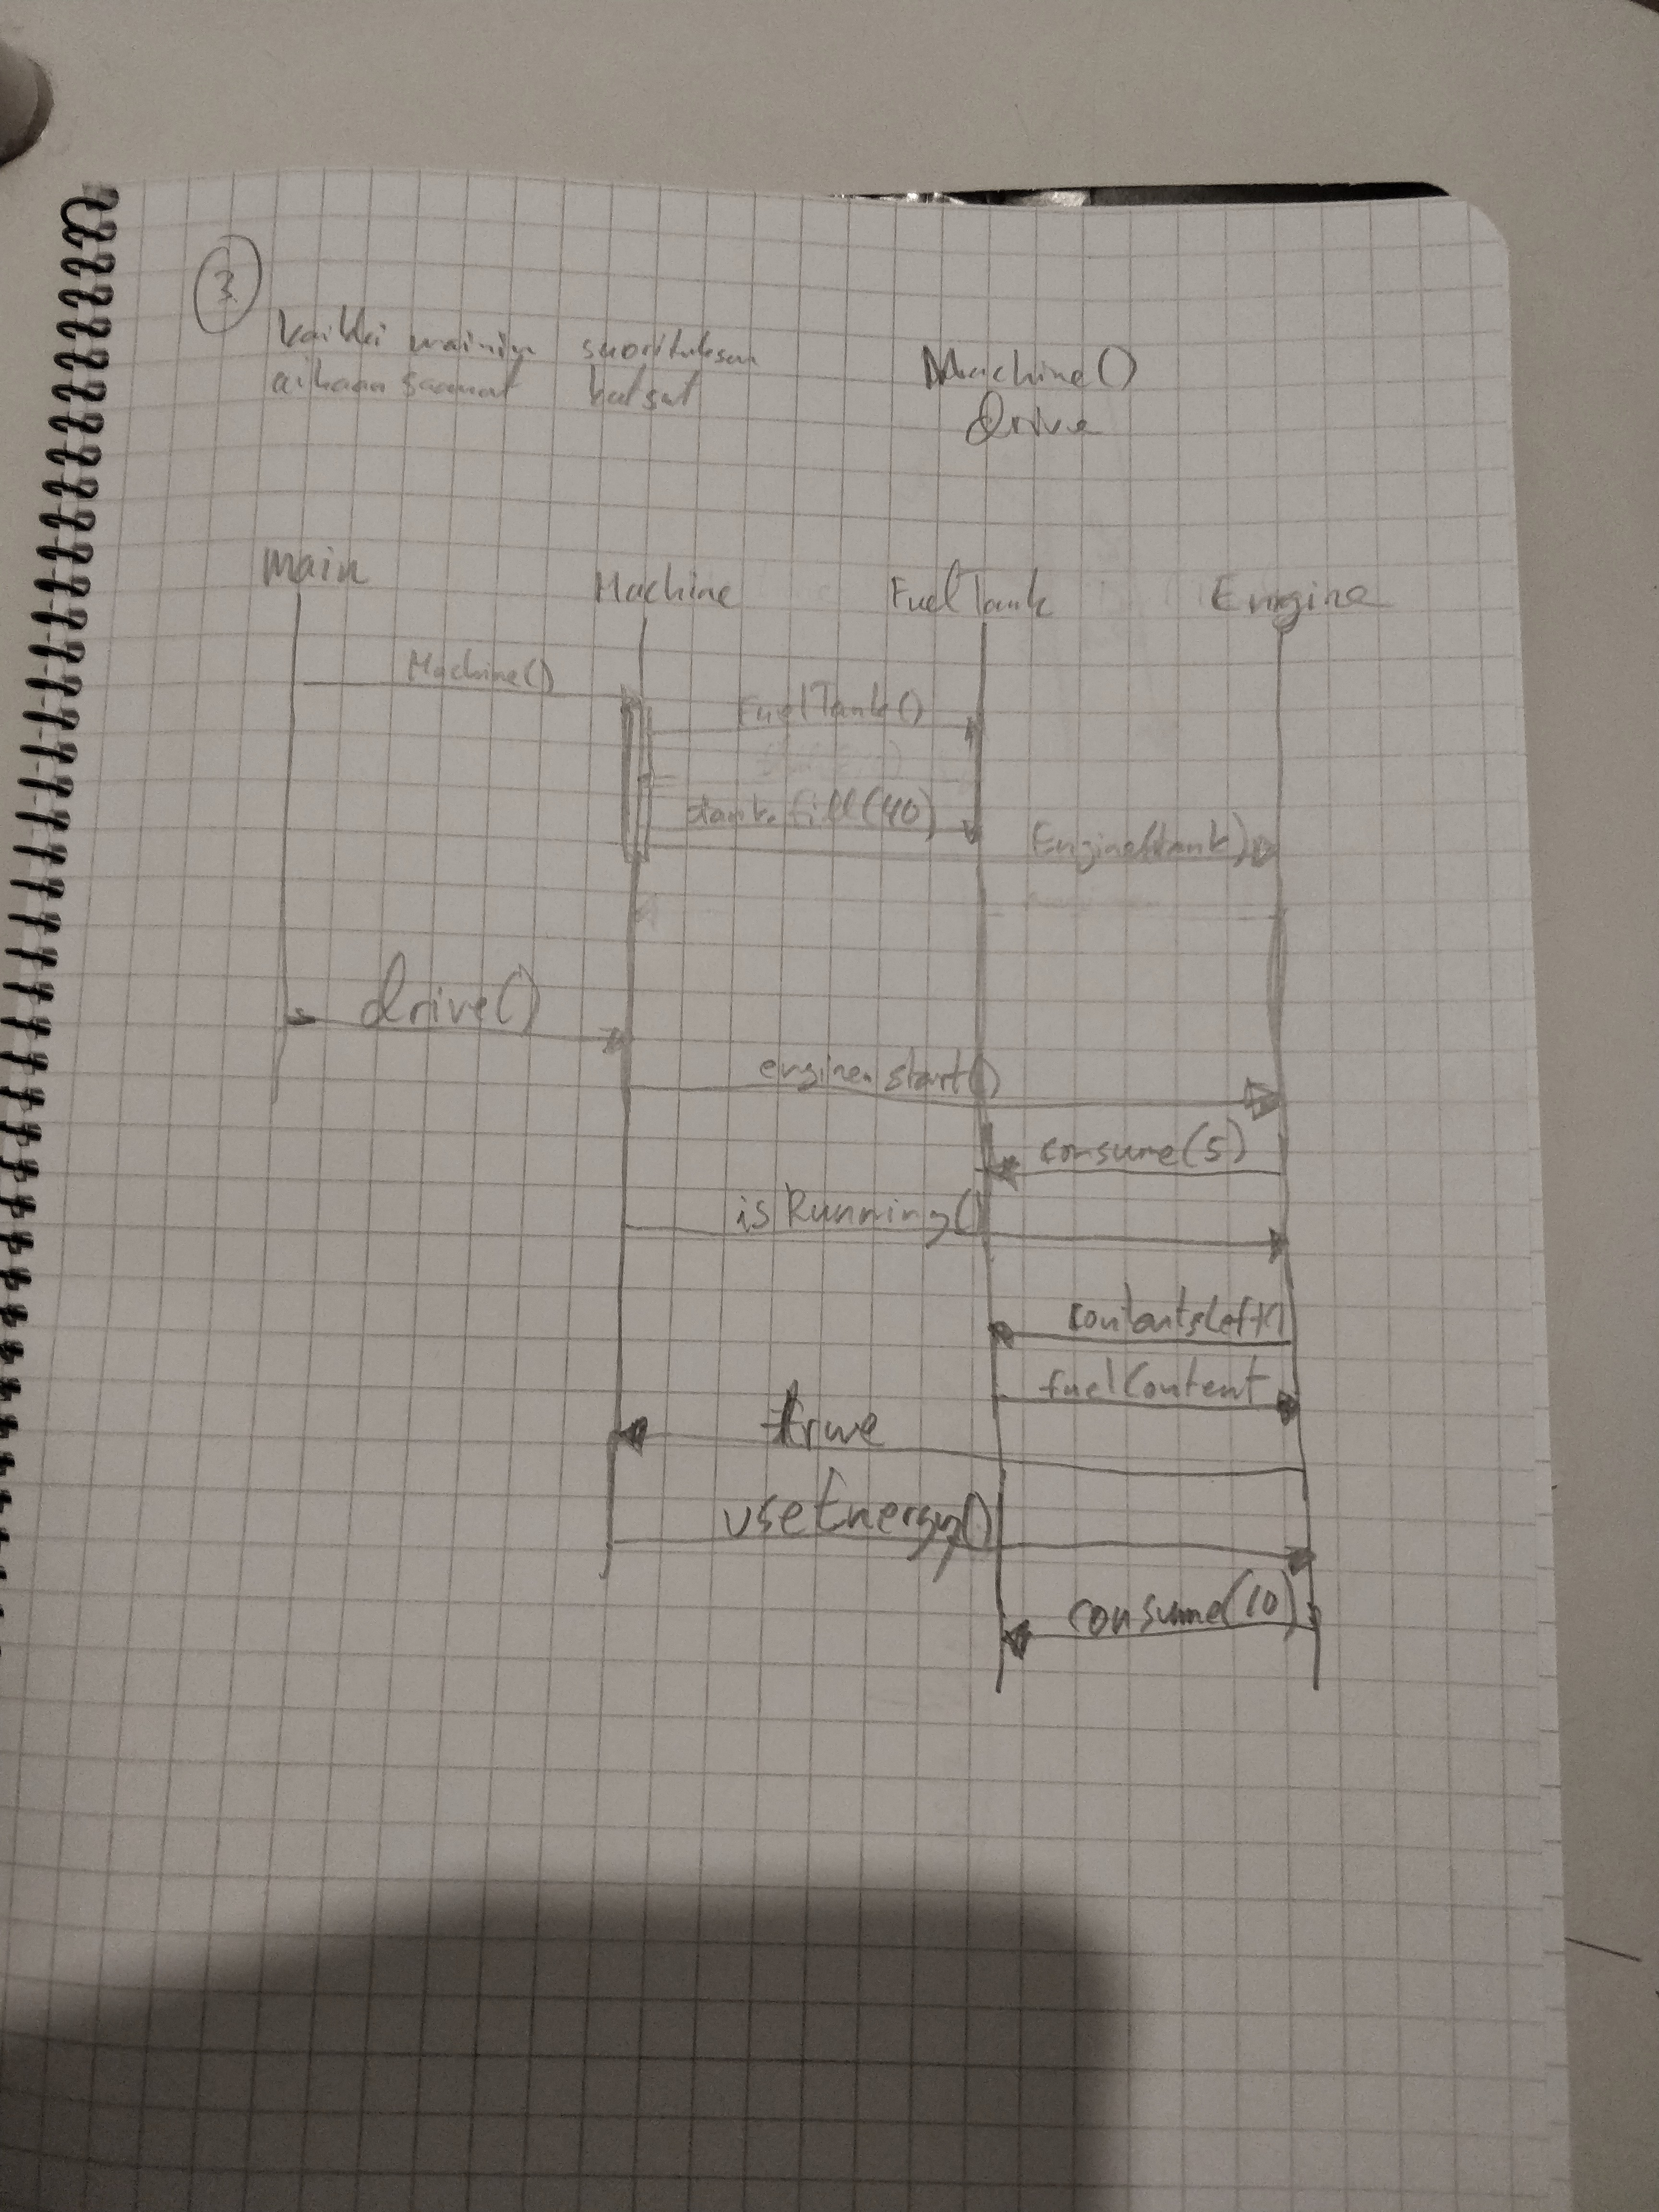 3
kaikki mainin suorituksen
aikaan saamat kutsut
Machine()
drive
main Machine FuelTank Engine
Machine()
FuelTank()
tank.fill(40)
Engine(tank)
drive()
engine.start()
consume(5)
isRunning()
contentsLeft()
fuelContent
true
useEnergy()
consume(10)